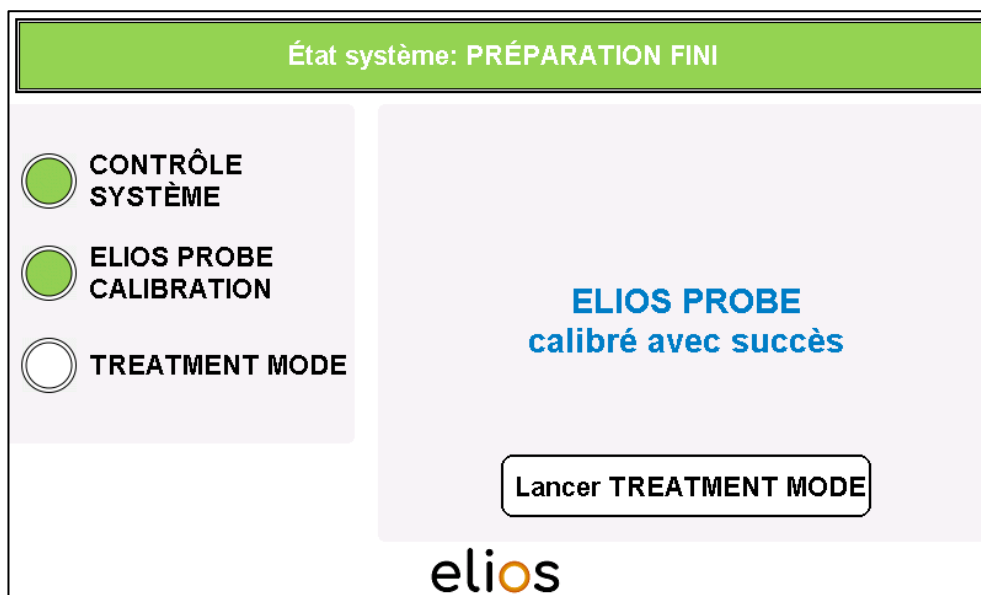 État système: PRÉPARATION FINI
CONTRÔLE
SYSTÈME
ELIOS PROBE
CALIBRATION
TREATMENT MODE
ELIOS PROBE
calibré avec succès
Lancer TREATMENT MODE
elios